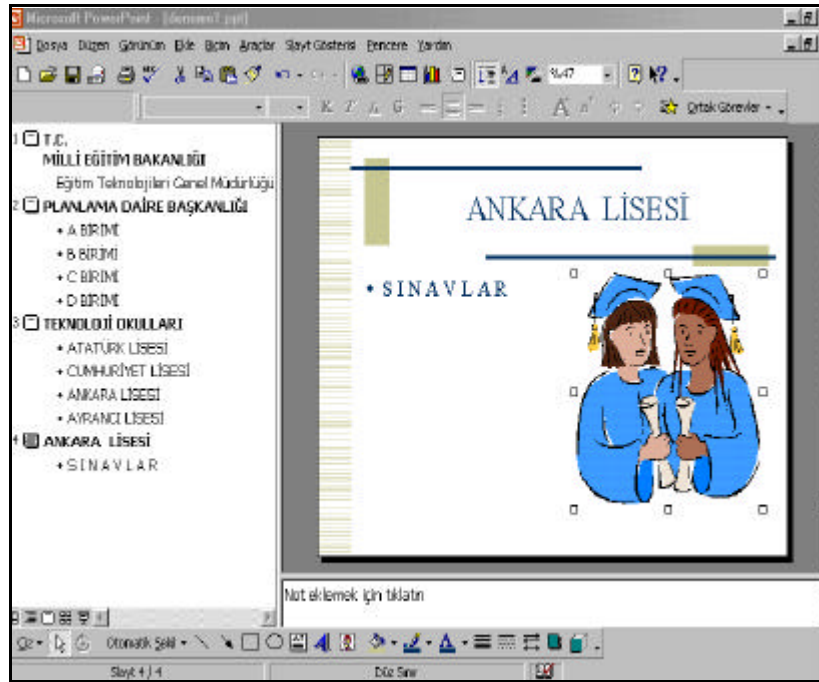 Microsoft PowerPoint - [deneme1.ppt]
Dosya Düzen Görünüm Ekle Biçim Araçlar Slayt Gösterisi Pencere Yardım
%47
K T A G Ortak Görevler
1 T.C.
MİLLİ EĞİTİM BAKANLIĞI
Eğitim Teknolojileri Genel Müdürlüğü
2 PLANLAMA DAİRE BAŞKANLIĞI
• A BİRİMİ
• B BİRİMİ
• C BİRİMİ
• D BİRİMİ
3 TEKNOLOJİ OKULLARI
• ATATÜRK LİSESİ
• CUMHURİYET LİSESİ
• ANKARA LİSESİ
• AYRANCI LİSESİ
4 ANKARA LİSESİ
• SINAVLAR
ANKARA LİSESİ
• SINAVLAR
Not eklemek için tıklatın
Otomatik Şekil
Slayt 4 / 4 Düz Sınır